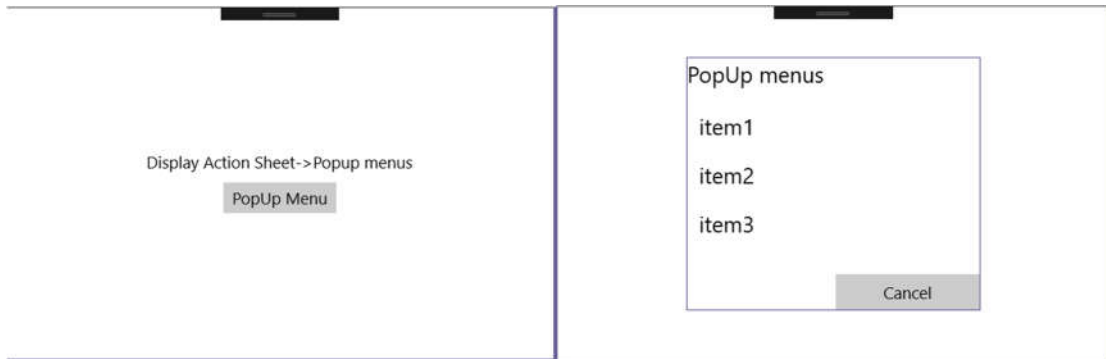 Display Action Sheet->Popup menus
PopUp Menu
PopUp menus
item1
item2
item3
Cancel